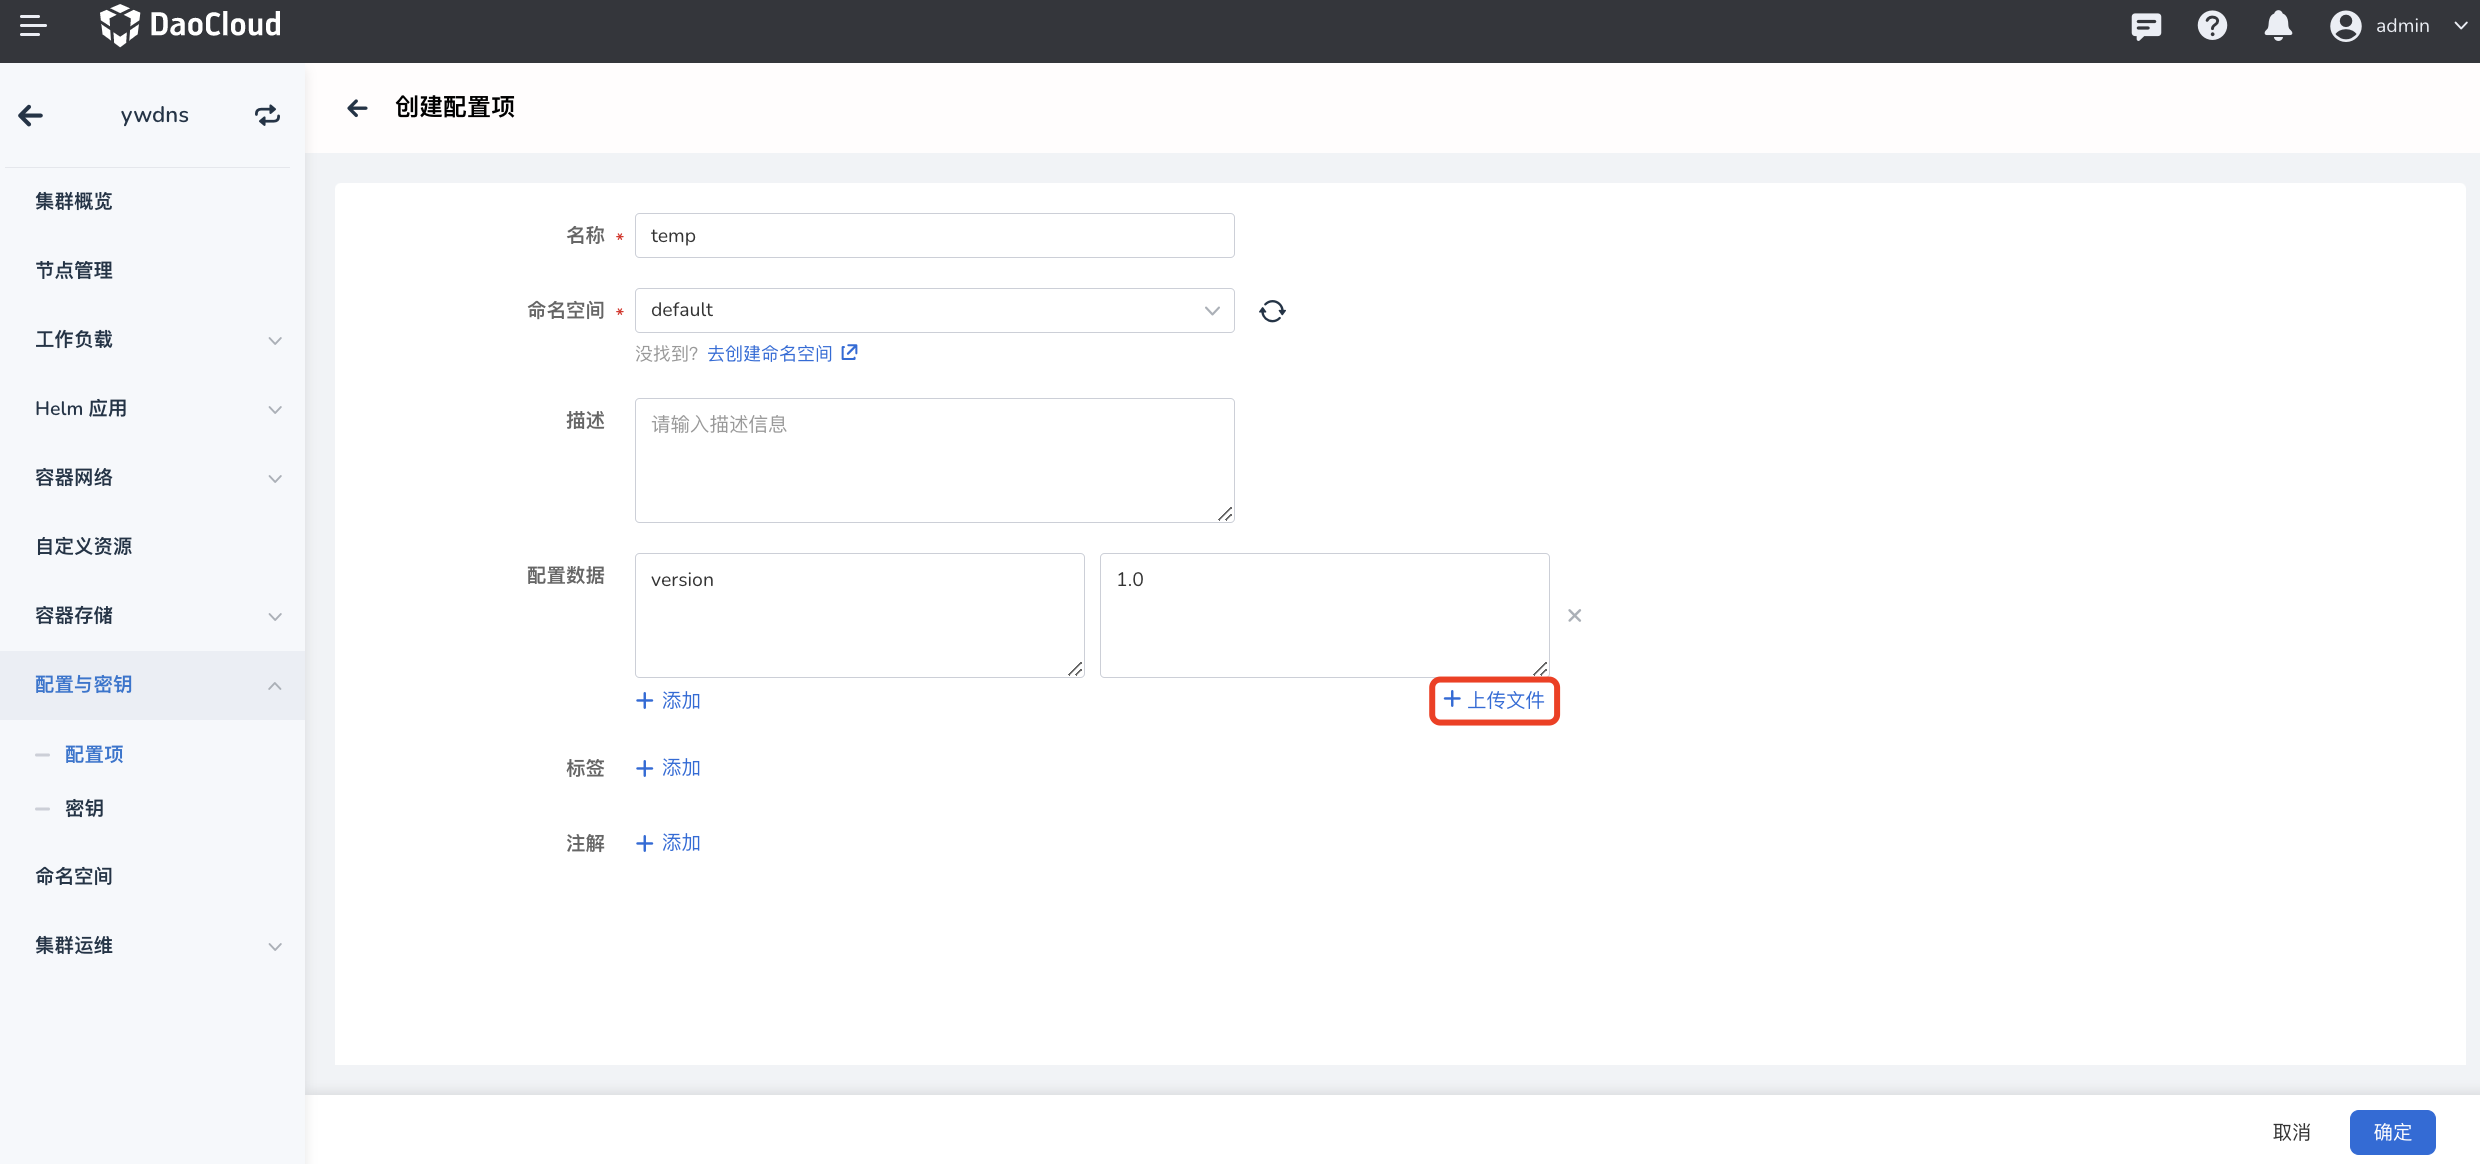 DaoCloud
admin
ywdns
集群概览
节点管理
工作负载
Helm 应用
容器网络
自定义资源
容器存储
配置与密钥
配置项
密钥
命名空间
集群运维
创建配置项
名称 *
temp
命名空间 *
default
没找到? 去创建命名空间
描述
请输入描述信息
配置数据
version
1.0
添加
上传文件
标签
添加
注解
添加
取消
确定